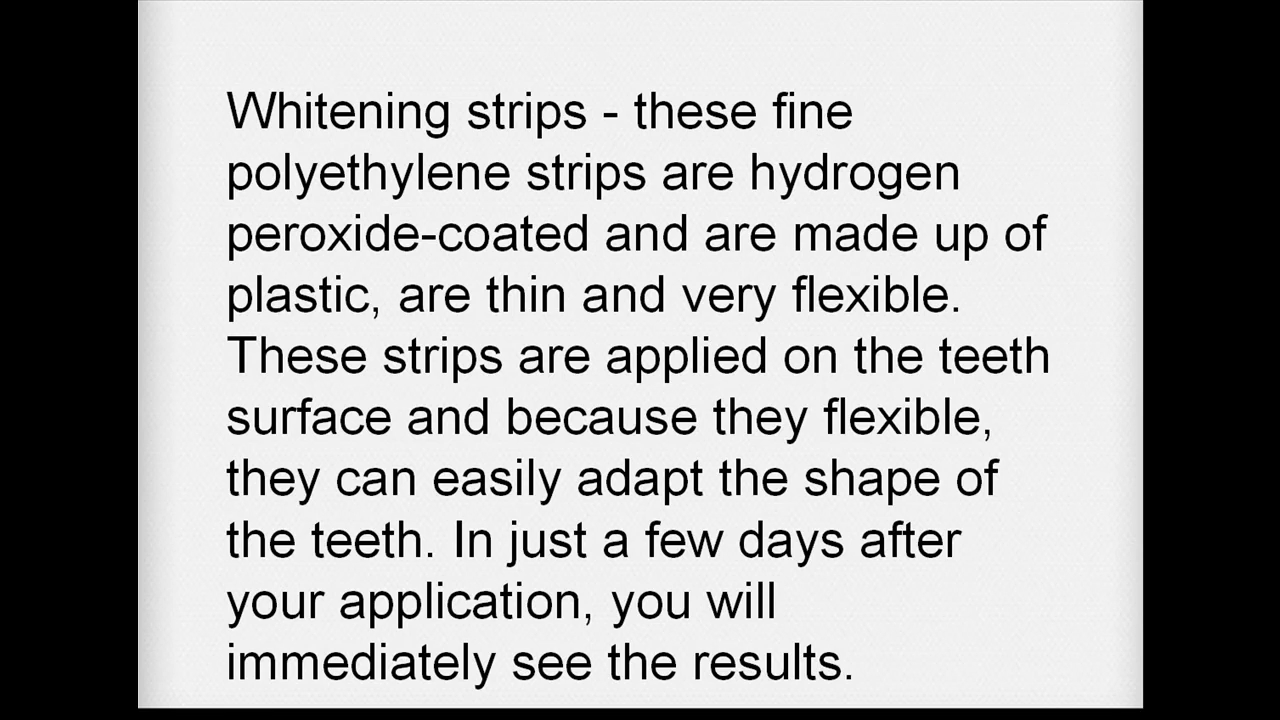 Whitening strips - these fine
polyethylene strips are hydrogen
peroxide-coated and are made up of
plastic, are thin and very flexible.
These strips are applied on the teeth
surface and because they flexible,
they can easily adapt the shape of
the teeth. In just a few days after
your application, you will
immediately see the results.